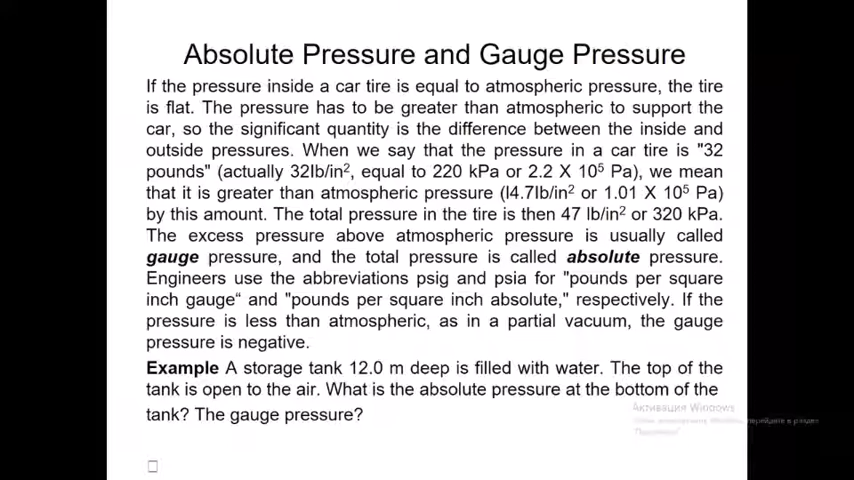 Absolute Pressure and Gauge Pressure
If the pressure inside a car tire is equal to atmospheric pressure, the tire
is flat. The pressure has to be greater than atmospheric to support the
car, so the significant quantity is the difference between the inside and
outside pressures. When we say that the pressure in a car tire is "32
pounds" (actually 32lb/in², equal to 220 kPa or 2.2 X 10⁵ Pa), we mean
that it is greater than atmospheric pressure (l4.7lb/in² or 1.01 X 10⁵ Pa)
by this amount. The total pressure in the tire is then 47 lb/in² or 320 kPa.
The excess pressure above atmospheric pressure is usually called
gauge pressure, and the total pressure is called absolute pressure.
Engineers use the abbreviations psig and psia for "pounds per square
inch gauge“ and "pounds per square inch absolute," respectively. If the
pressure is less than atmospheric, as in a partial vacuum, the gauge
pressure is negative.
Example A storage tank 12.0 m deep is filled with water. The top of the
tank is open to the air. What is the absolute pressure at the bottom of the
tank? The gauge pressure?
Активация Windows
перейдите в раздел